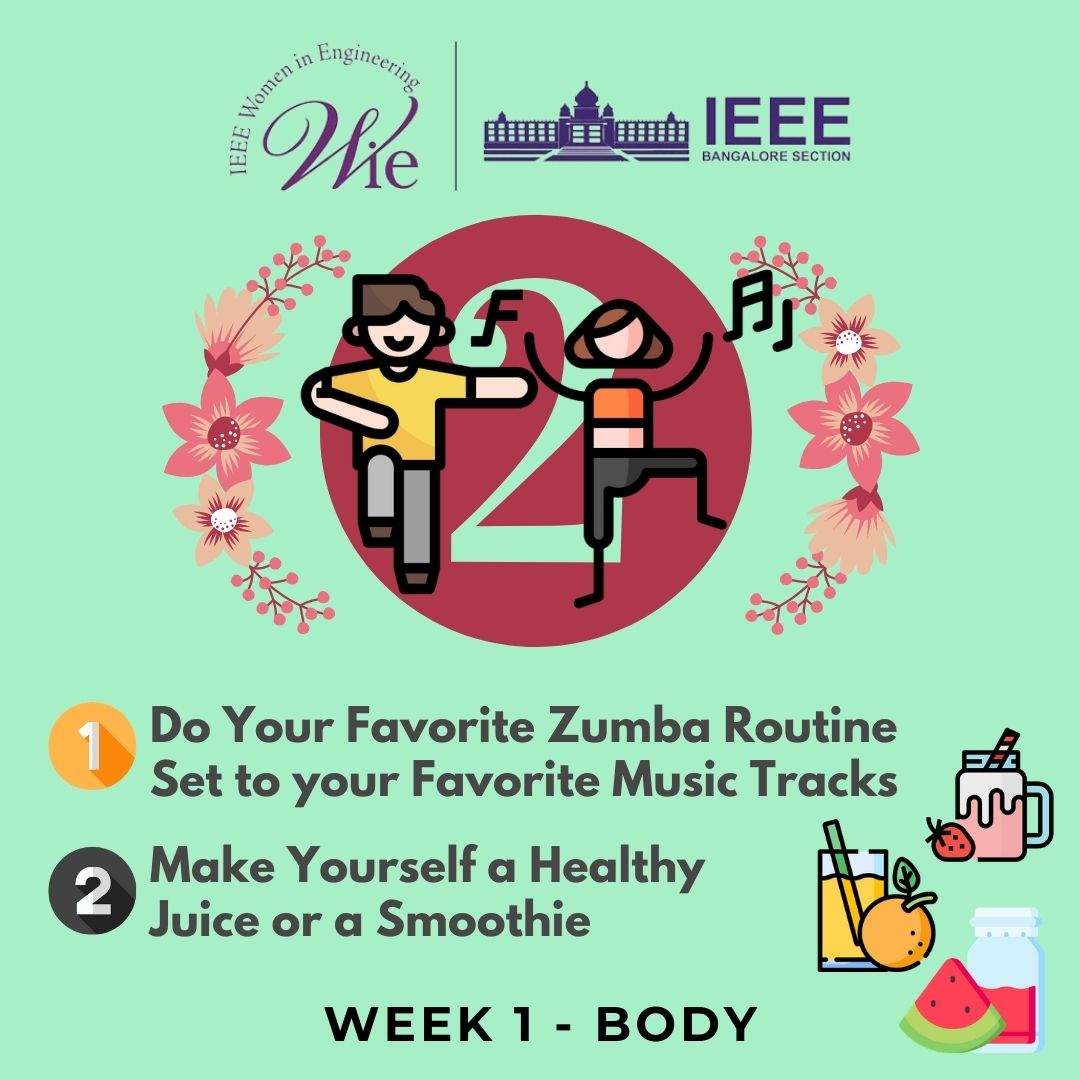 IEEE Women in Engineering
Wie
IEEE
BANGALORE SECTION
2
1
Do Your Favorite Zumba Routine
Set to your Favorite Music Tracks
2
Make Yourself a Healthy
Juice or a Smoothie
WEEK 1 - BODY